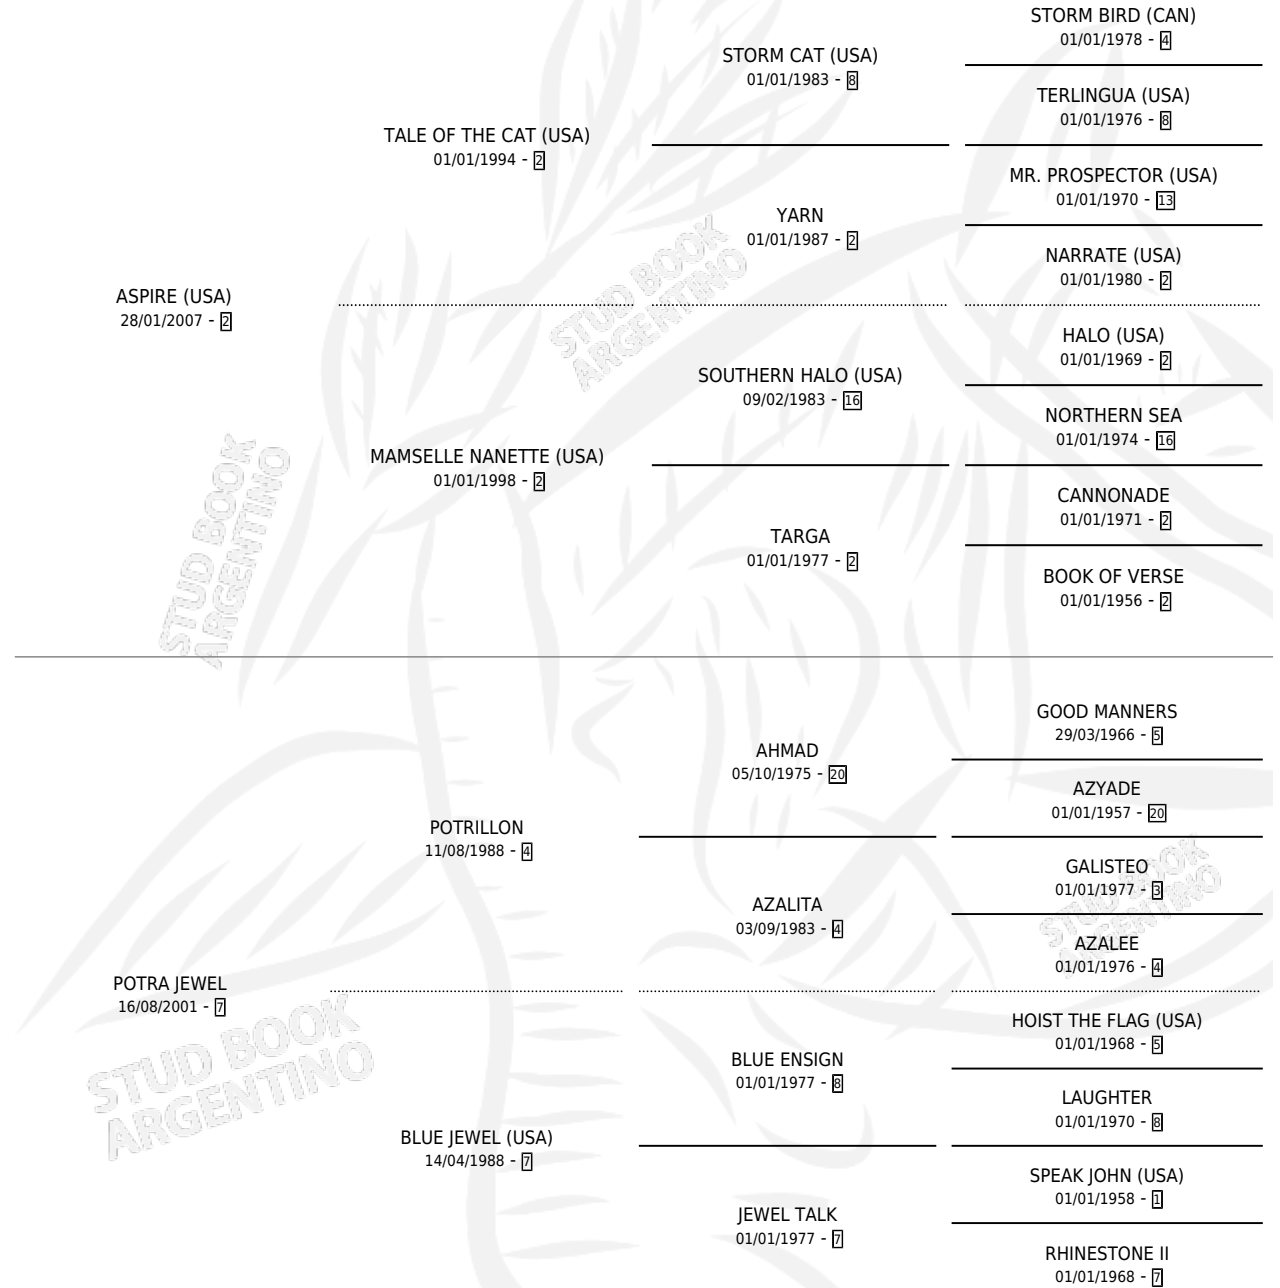 STORM BIRD (CAN)
01/01/1978 - 4
STORM CAT (USA)
01/01/1983 - 8
TERLINGUA (USA)
01/01/1976 - 8
TALE OF THE CAT (USA)
01/01/1994 - 2
MR. PROSPECTOR (USA)
01/01/1970 - 13
YARN
01/01/1987 - 2
NARRATE (USA)
01/01/1980 - 2
ASPIRE (USA)
28/01/2007 - 2
HALO (USA)
01/01/1969 - 2
SOUTHERN HALO (USA)
09/02/1983 - 16
NORTHERN SEA
01/01/1974 - 16
MAMSELLE NANETTE (USA)
01/01/1998 - 2
CANNONADE
01/01/1971 - 2
TARGA
01/01/1977 - 2
BOOK OF VERSE
01/01/1956 - 2
STUD BOOK
ARGENTINO
STUD BOOK
ARGENTINO
GOOD MANNERS
29/03/1966 - 5
AHMAD
05/10/1975 - 20
AZYADE
01/01/1957 - 20
POTRILLON
11/08/1988 - 4
GALISTEO
01/01/1977 - 3
AZALITA
03/09/1983 - 4
AZALEE
01/01/1976 - 4
POTRA JEWEL
16/08/2001 - 7
HOIST THE FLAG (USA)
01/01/1968 - 5
BLUE ENSIGN
01/01/1977 - 8
LAUGHTER
01/01/1970 - 8
BLUE JEWEL (USA)
14/04/1988 - 7
SPEAK JOHN (USA)
01/01/1958 - 1
JEWEL TALK
01/01/1977 - 7
RHINESTONE II
01/01/1968 - 7
STUD BOOK
ARGENTINO
STUD BOOK
ARGENTINO